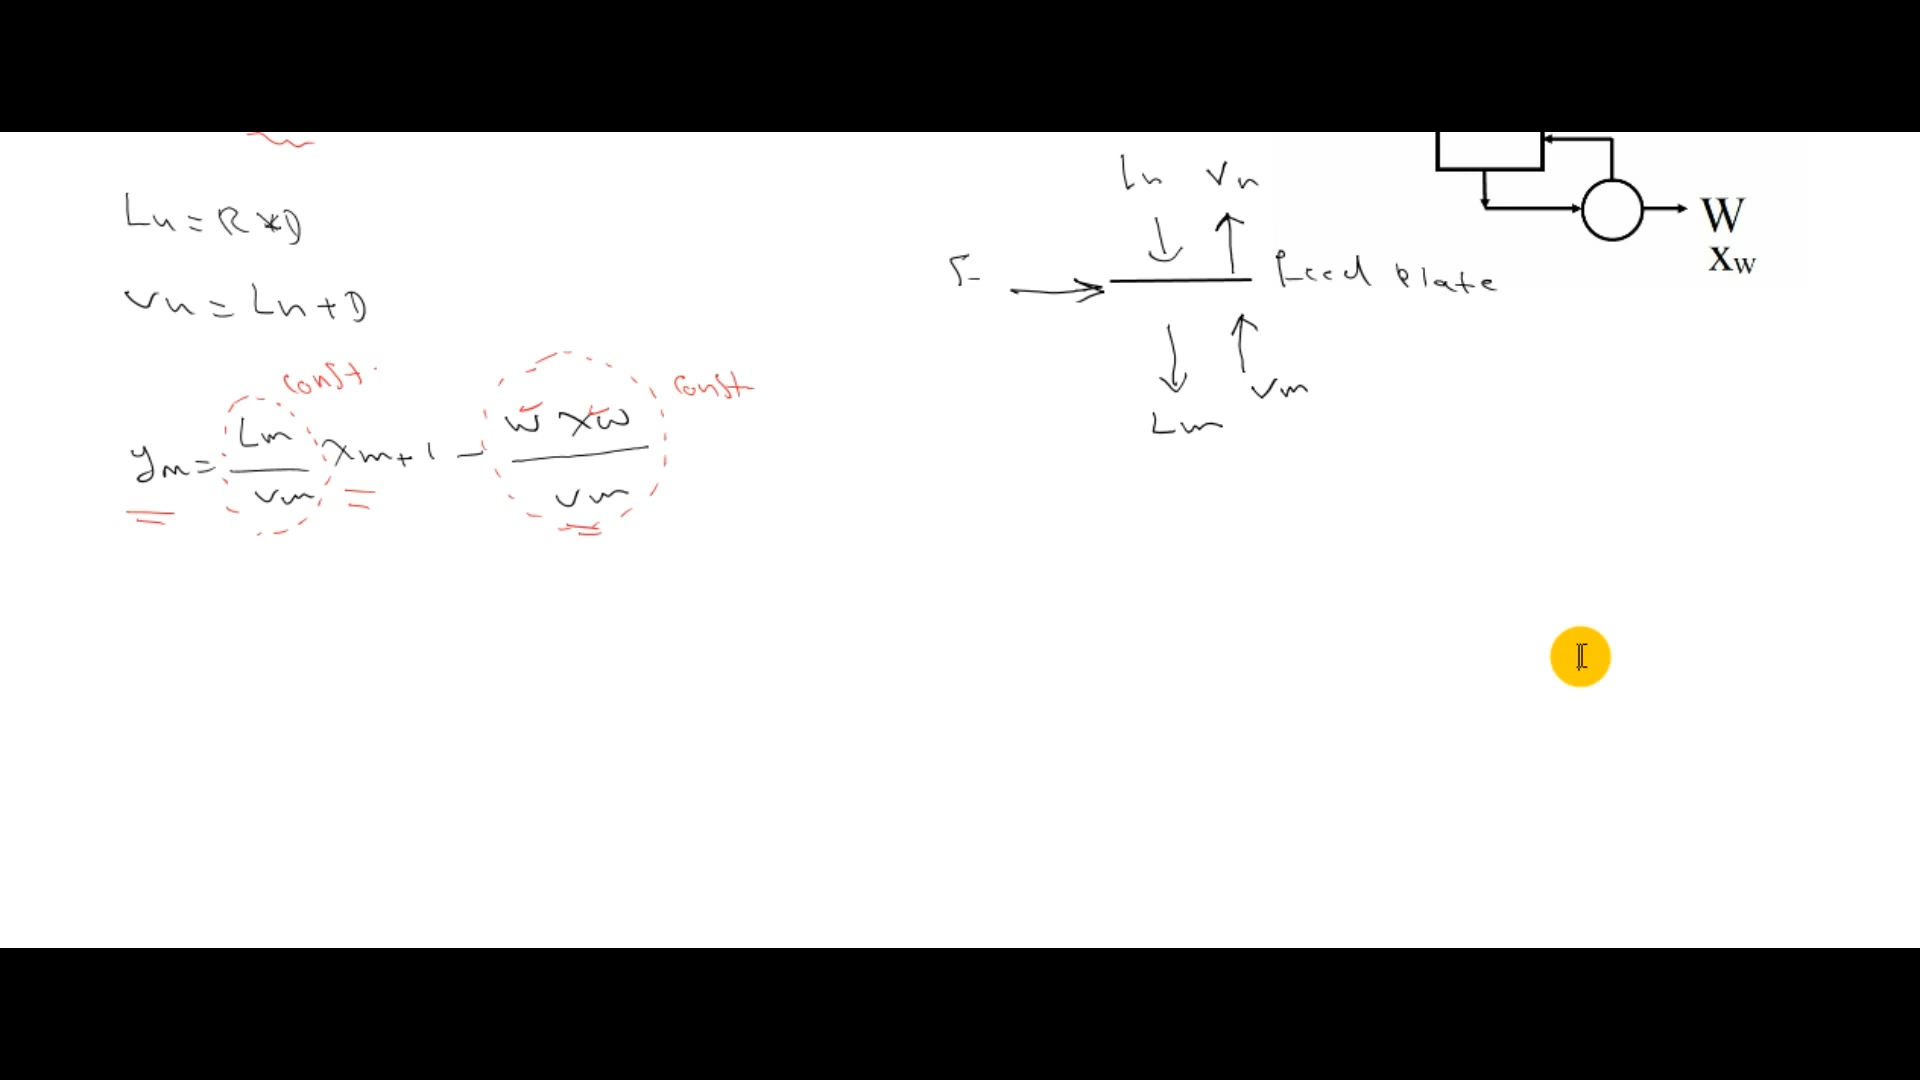 Ln = R * D
Vn = Ln + D
const.
const
ym = Lm / Vm xm+1 - W XW / Vm
Ln Vn
F
Feed Plate
Vm
Lm
W
XW